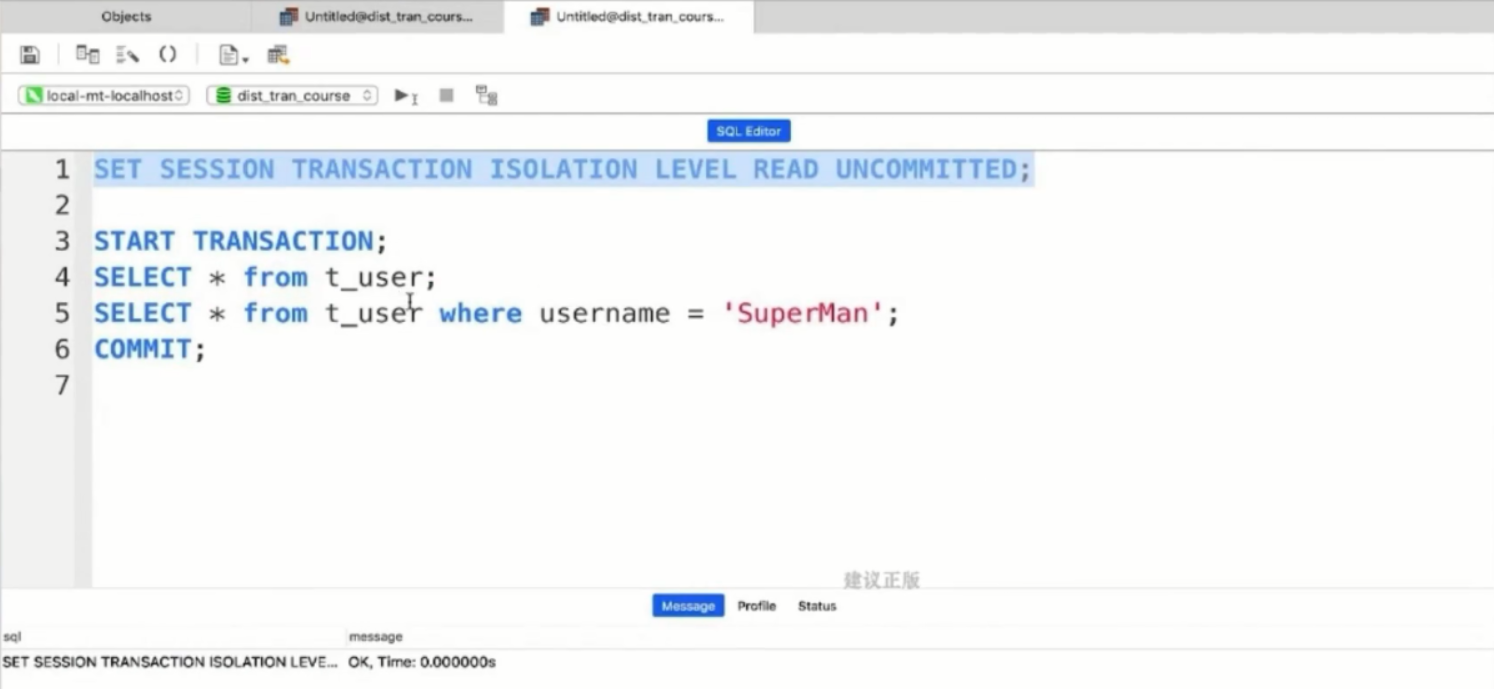 Objects
Untitled@dist_tran_cours...
Untitled@dist_tran_cours...
local-mt-localhost
dist_tran_course
SQL Editor
1 SET SESSION TRANSACTION ISOLATION LEVEL READ UNCOMMITTED;
2
3 START TRANSACTION;
4 SELECT * from t_user;
5 SELECT * from t_user where username = 'SuperMan';
6 COMMIT;
7
建议正版
Message Profile Status
sql message
SET SESSION TRANSACTION ISOLATION LEVE... OK, Time: 0.000000s